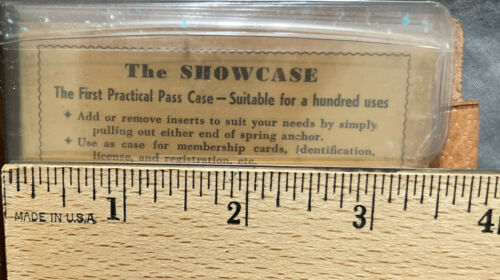 The SHOWCASE
The First Practical Pass Case — Suitable for a hundred uses
✦ Add or remove inserts to suit your needs by simply
pulling out either end of spring anchor.
✦ Use as case for membership cards, identification,
license, and registration, etc.
1 2 3 4
MADE IN U.S.A.